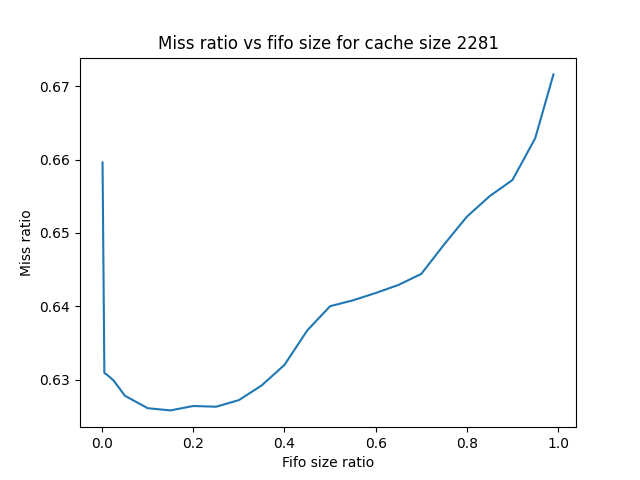 Miss ratio vs fifo size for cache size 2281
0.67
0.66
0.65
0.64
0.63
Miss ratio
0.0 0.2 0.4 0.6 0.8 1.0
Fifo size ratio